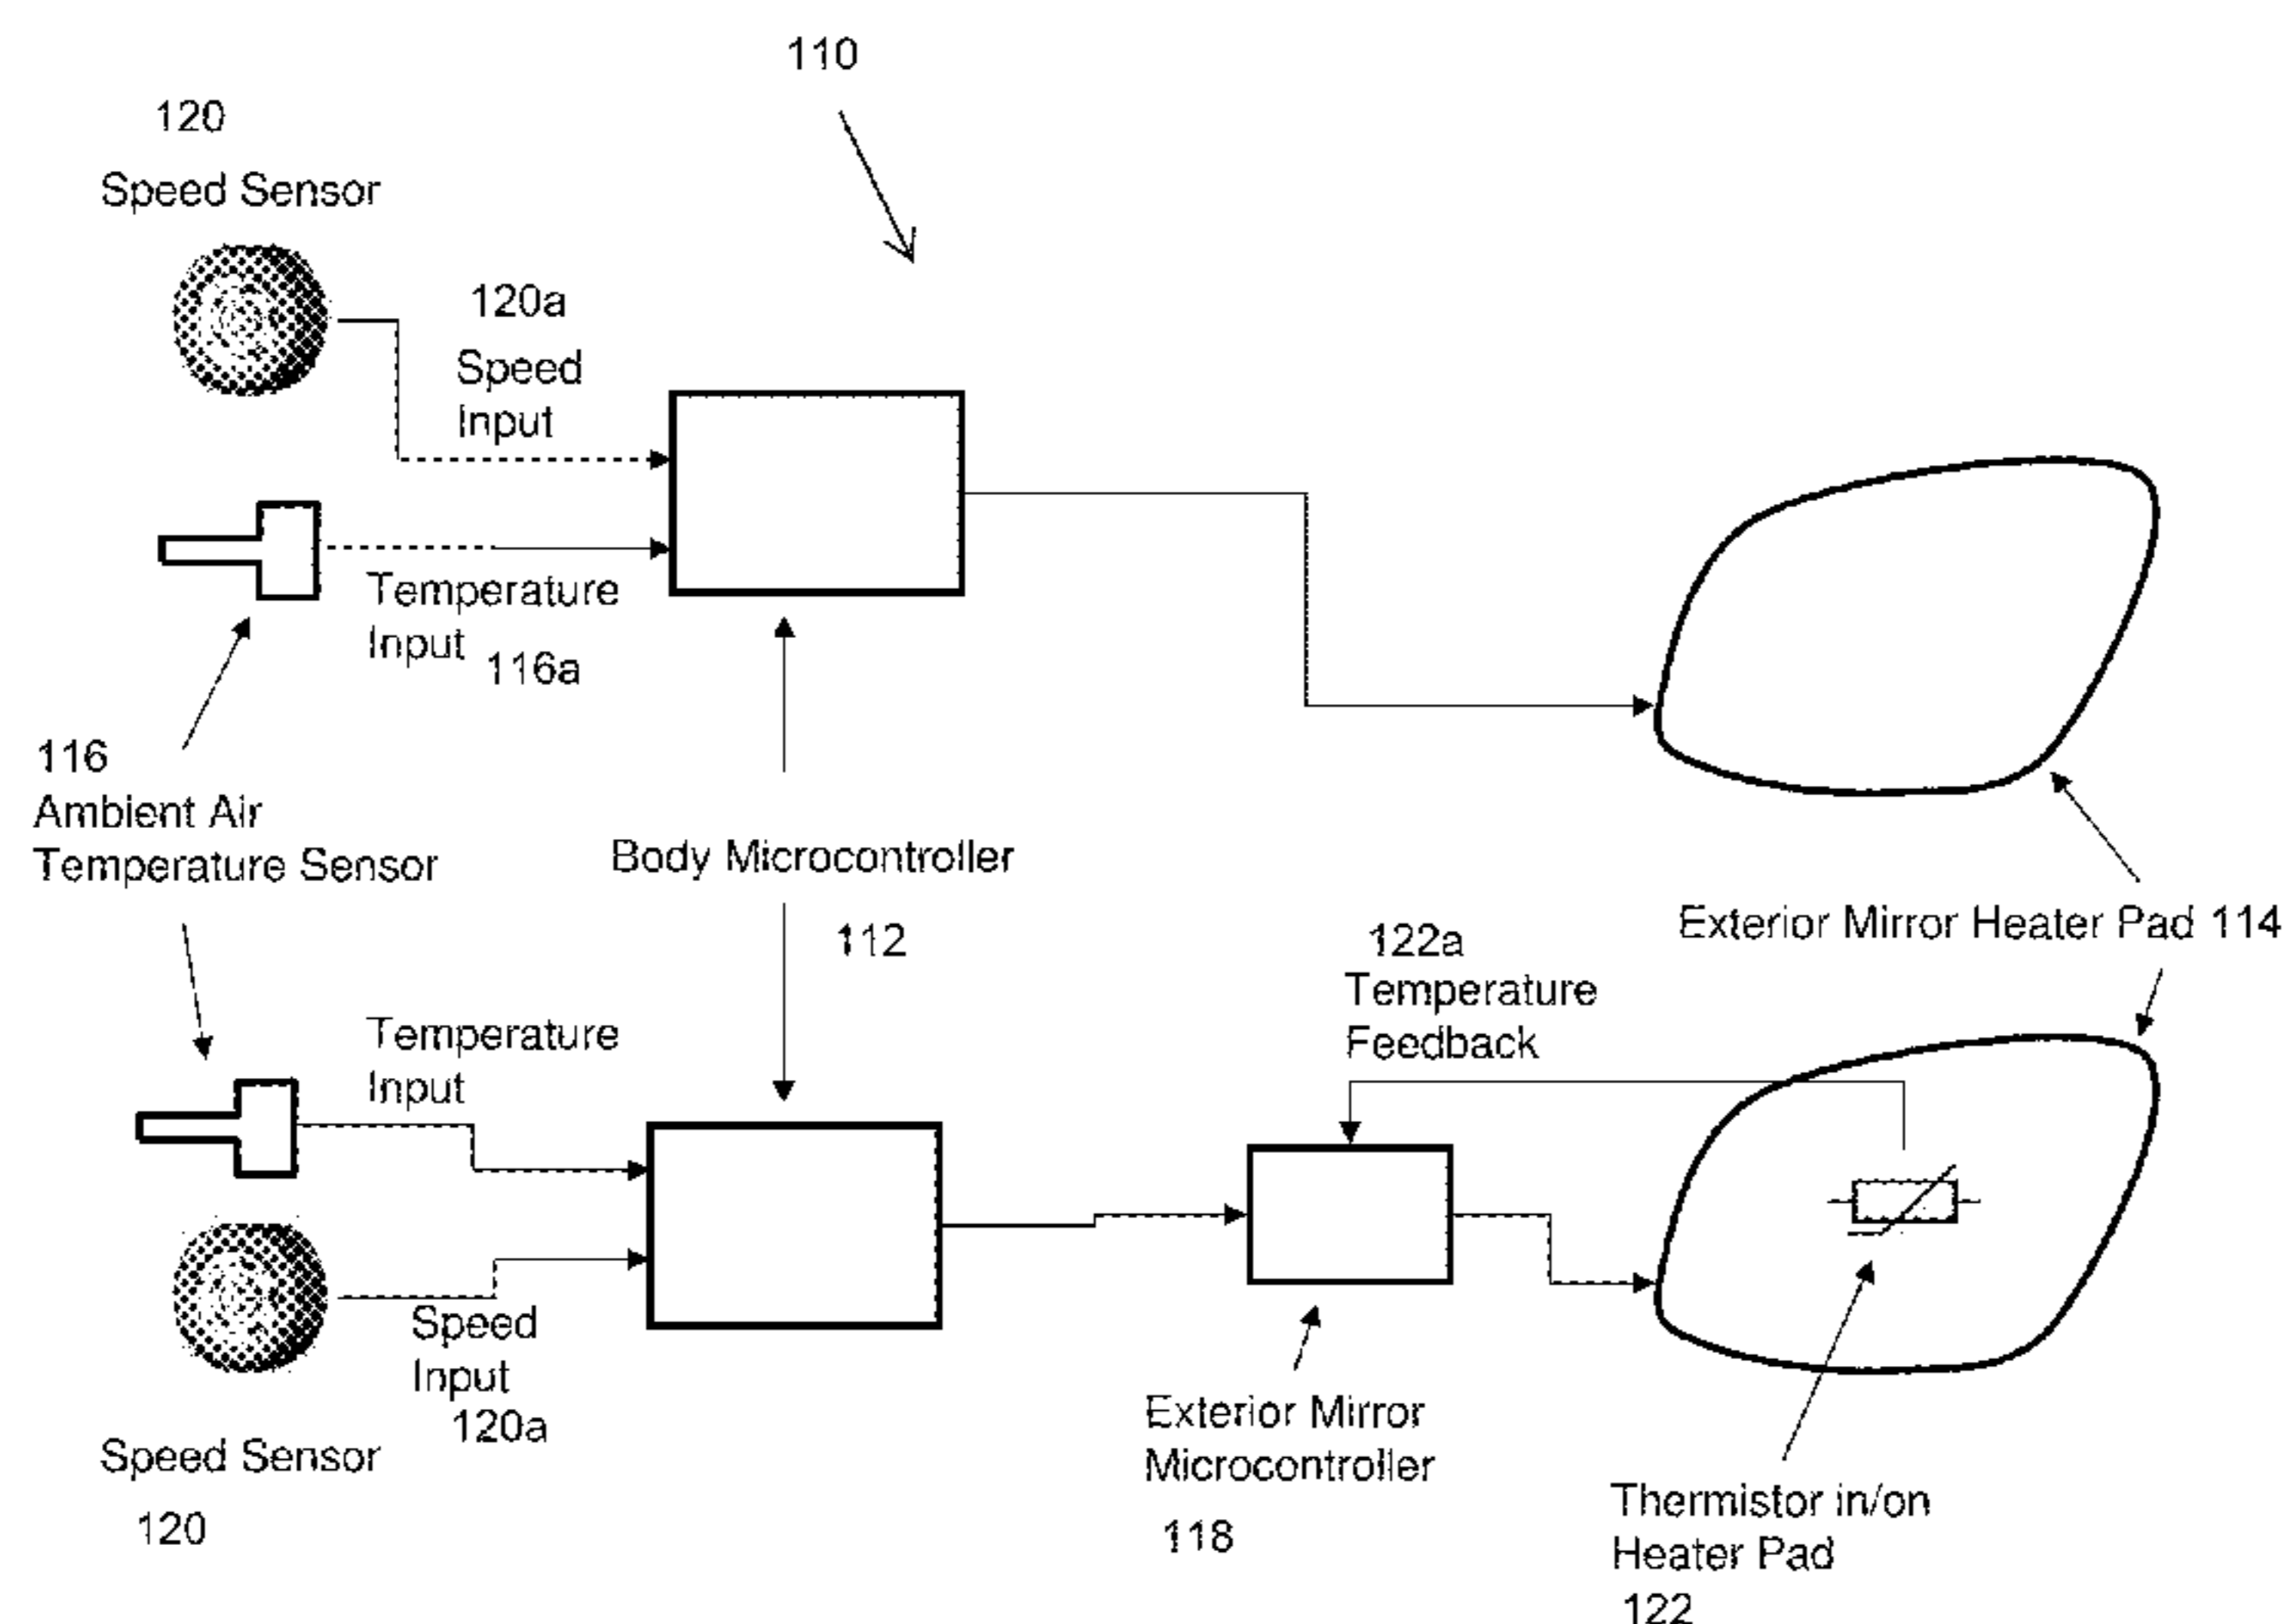 110
120
Speed Sensor
120a
Speed
Input
Temperature
Input
116a
116
Ambient Air
Temperature Sensor
Body Microcontroller
112
Exterior Mirror Heater Pad 114
122a
Temperature
Feedback
Temperature
Input
Speed
Input
120a
Speed Sensor
120
Exterior Mirror
Microcontroller
118
Thermistor in/on
Heater Pad
122